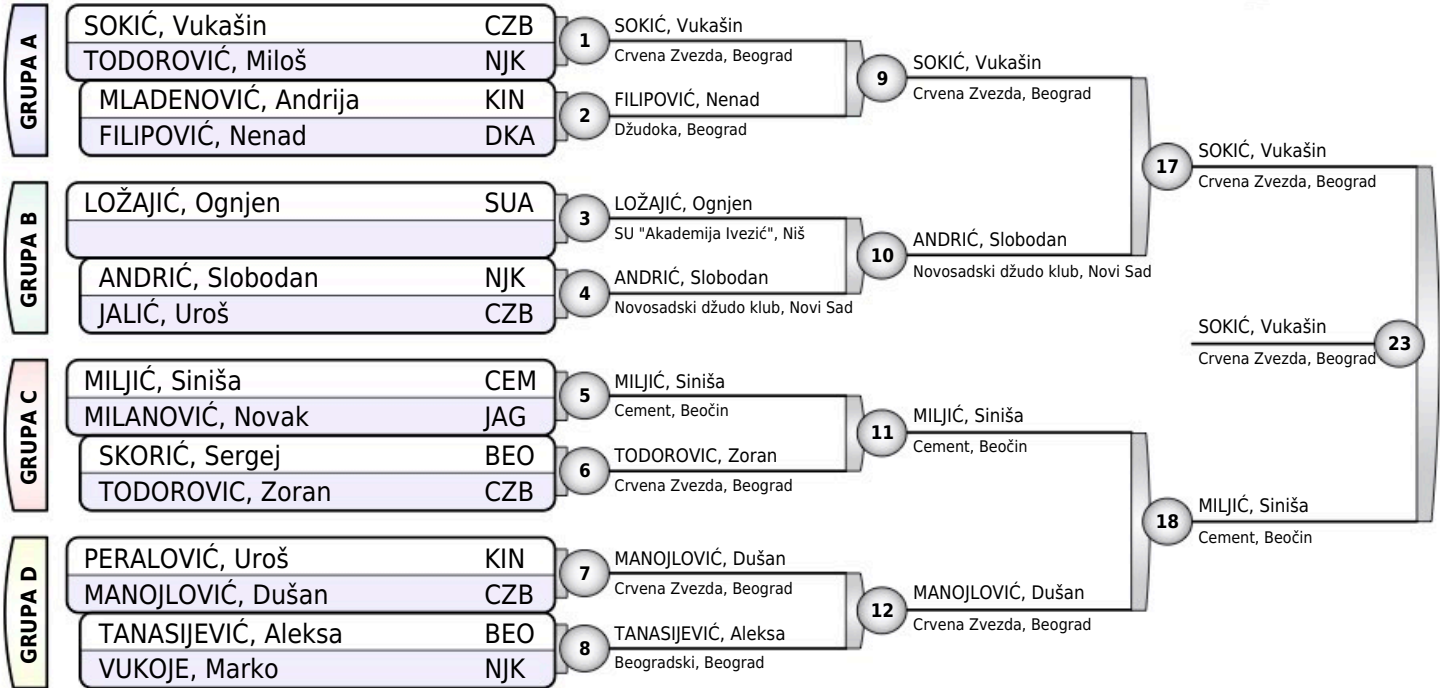 GRUPA A
SOKIĆ, Vukašin CZB
TODOROVIĆ, Miloš NJK
MLADENOVIĆ, Andrija KIN
FILIPOVIĆ, Nenad DKA
GRUPA B
LOŽAJIĆ, Ognjen SUA
ANDRIĆ, Slobodan NJK
JALIĆ, Uroš CZB
GRUPA C
MILJIĆ, Siniša CEM
MILANOVIĆ, Novak JAG
SKORIĆ, Sergej BEO
TODOROVIC, Zoran CZB
GRUPA D
PERALOVIĆ, Uroš KIN
MANOJLOVIĆ, Dušan CZB
TANASIJEVIĆ, Aleksa BEO
VUKOJE, Marko NJK
1
SOKIĆ, Vukašin
Crvena Zvezda, Beograd
2
FILIPOVIĆ, Nenad
Džudoka, Beograd
3
LOŽAJIĆ, Ognjen
SU "Akademija Ivezić", Niš
4
ANDRIĆ, Slobodan
Novosadski džudo klub, Novi Sad
5
MILJIĆ, Siniša
Cement, Beočin
6
TODOROVIC, Zoran
Crvena Zvezda, Beograd
7
MANOJLOVIĆ, Dušan
Crvena Zvezda, Beograd
8
TANASIJEVIĆ, Aleksa
Beogradski, Beograd
9
SOKIĆ, Vukašin
Crvena Zvezda, Beograd
10
ANDRIĆ, Slobodan
Novosadski džudo klub, Novi Sad
11
MILJIĆ, Siniša
Cement, Beočin
12
MANOJLOVIĆ, Dušan
Crvena Zvezda, Beograd
17
SOKIĆ, Vukašin
Crvena Zvezda, Beograd
18
MILJIĆ, Siniša
Cement, Beočin
SOKIĆ, Vukašin
Crvena Zvezda, Beograd
23